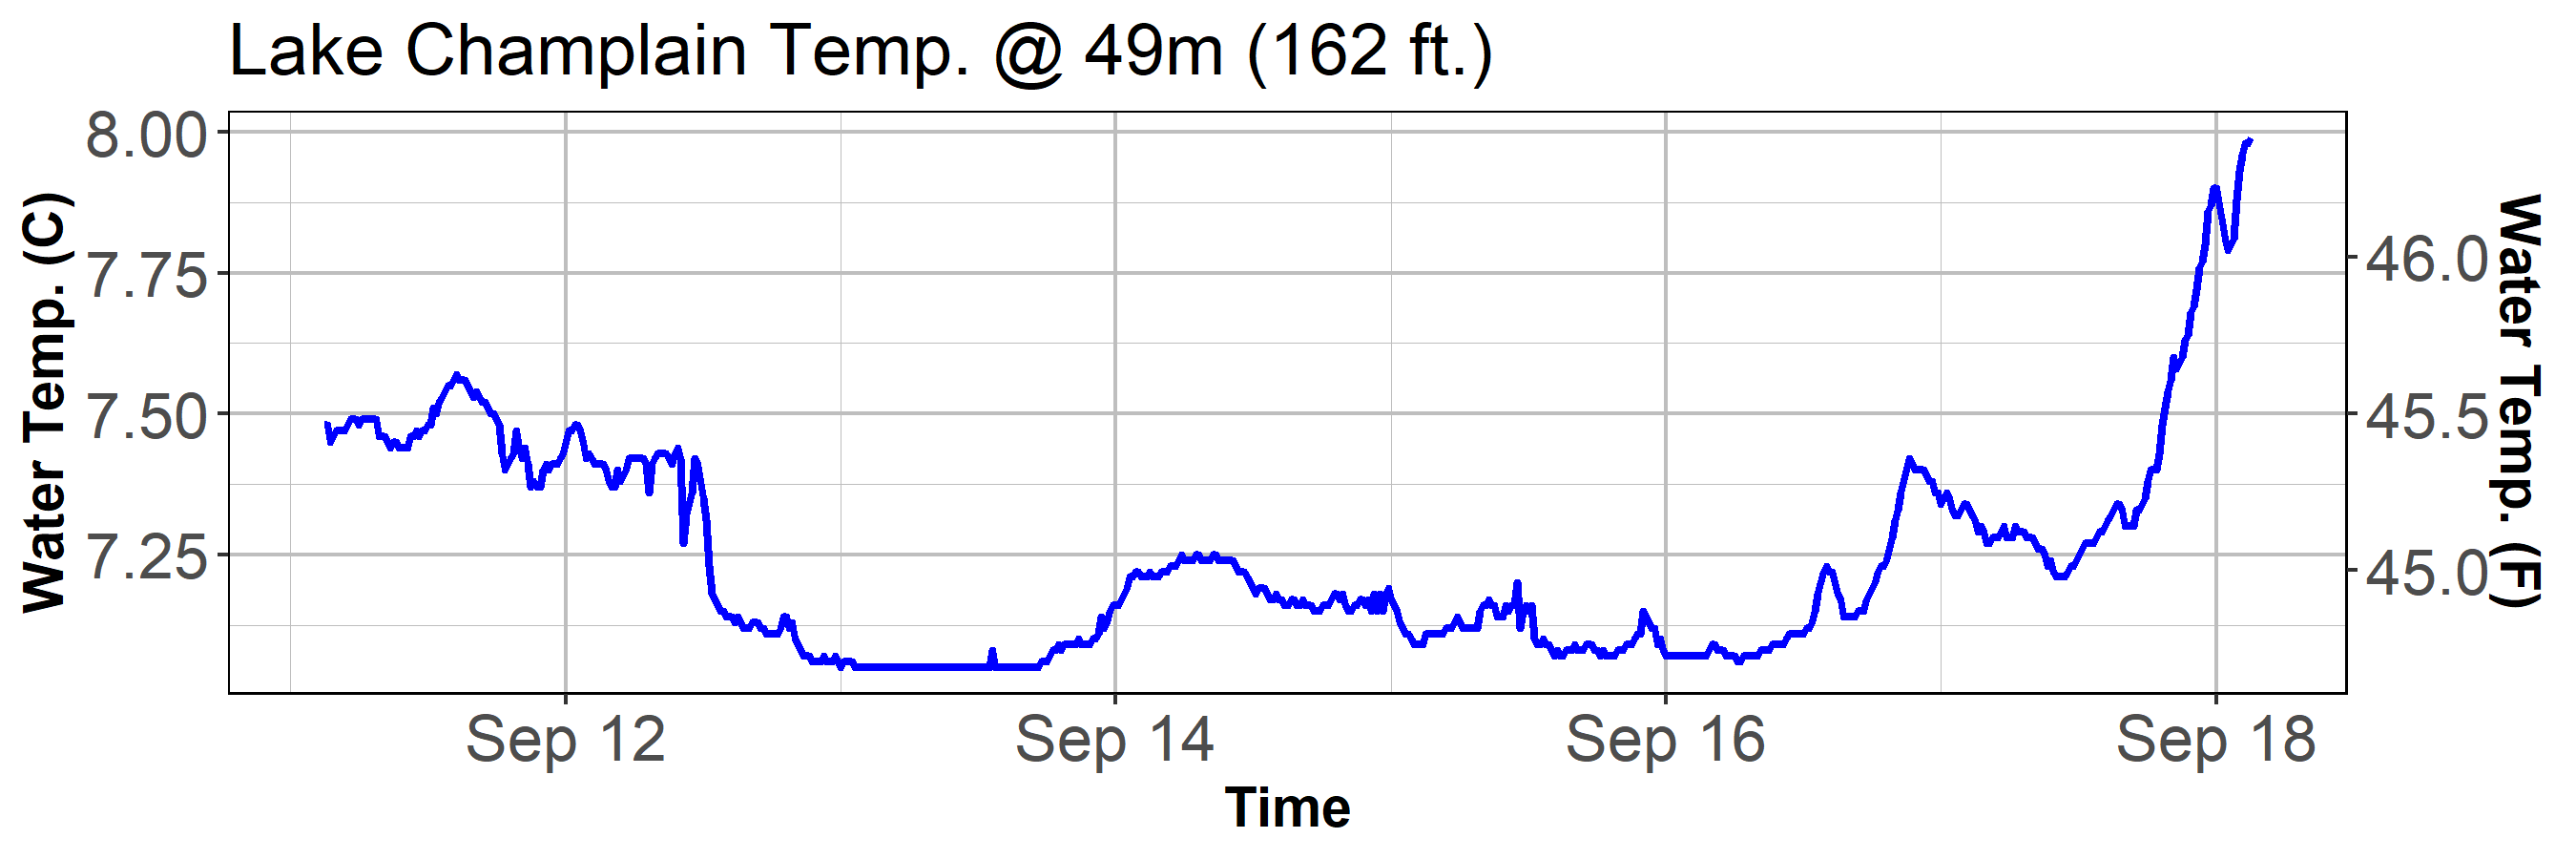 Lake Champlain Temp. @ 49m (162 ft.)
Water Temp. (C)
8.00
7.75
7.50
7.25
46.0
45.5
45.0
Water Temp. (F)
Sep 12
Sep 14
Sep 16
Sep 18
Time